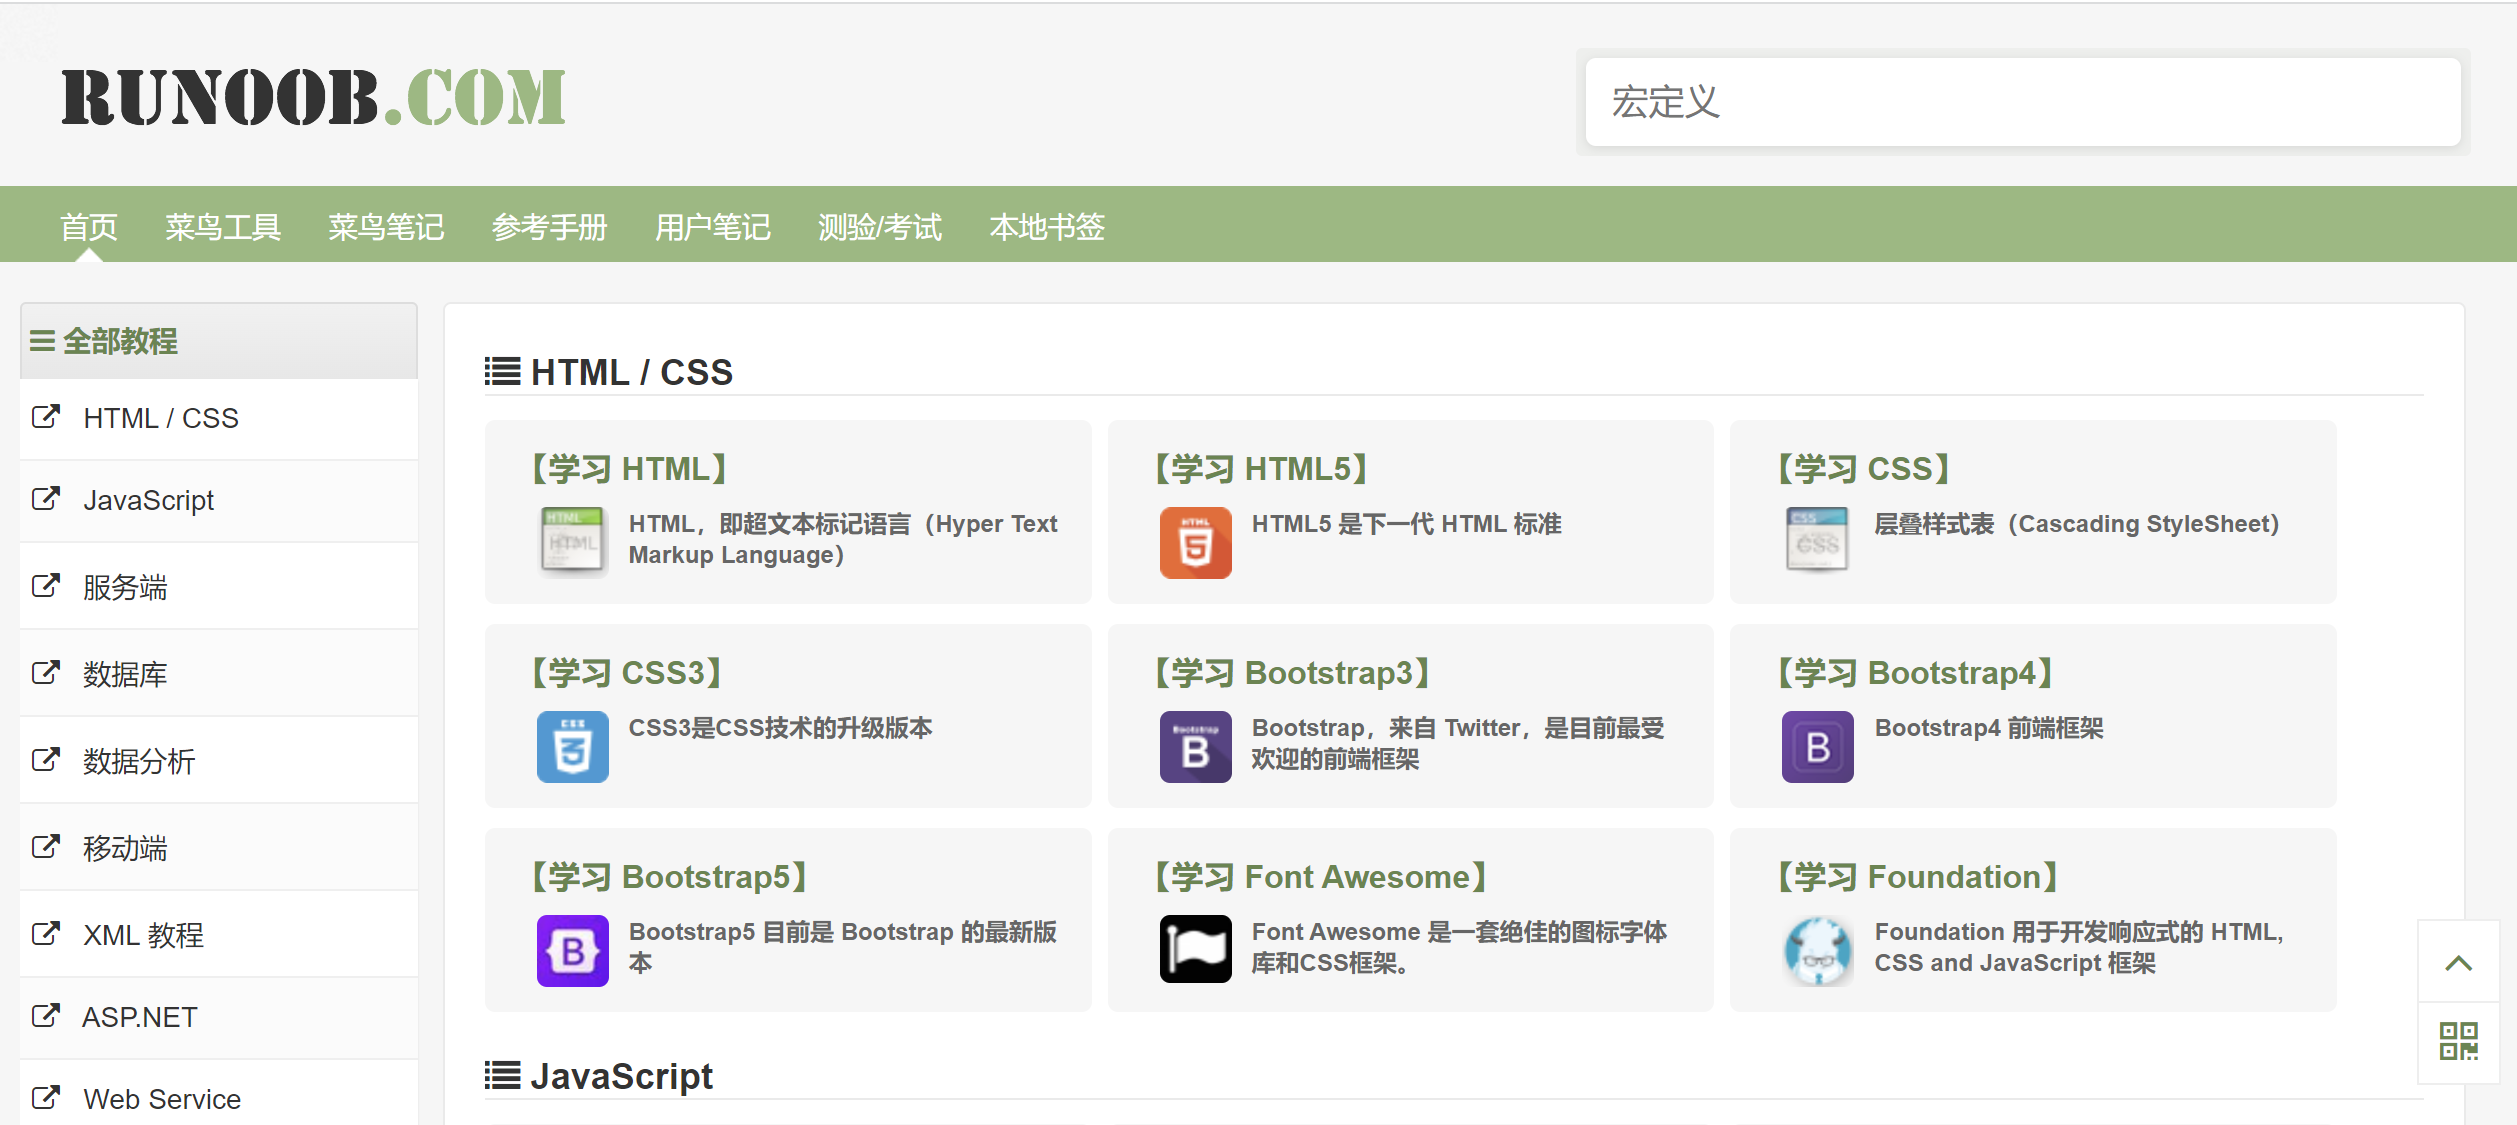 RUNOOB.COM
宏定义
首页 菜鸟工具 菜鸟笔记 参考手册 用户笔记 测验/考试 本地书签
全部教程
HTML / CSS
JavaScript
服务端
数据库
数据分析
移动端
XML 教程
ASP.NET
Web Service
HTML / CSS
【学习 HTML】
HTML
HTML
HTML，即超文本标记语言（Hyper Text
Markup Language）
【学习 HTML5】
HTML
5
HTML5 是下一代 HTML 标准
【学习 CSS】
CSS
CSS
层叠样式表（Cascading StyleSheet）
【学习 CSS3】
CSS
3
CSS3是CSS技术的升级版本
【学习 Bootstrap3】
Bootstrap
B
Bootstrap，来自 Twitter，是目前最受
欢迎的前端框架
【学习 Bootstrap4】
B
Bootstrap4 前端框架
【学习 Bootstrap5】
B
Bootstrap5 目前是 Bootstrap 的最新版
本
【学习 Font Awesome】
Font Awesome 是一套绝佳的图标字体
库和CSS框架。
【学习 Foundation】
Foundation 用于开发响应式的 HTML,
CSS and JavaScript 框架
JavaScript